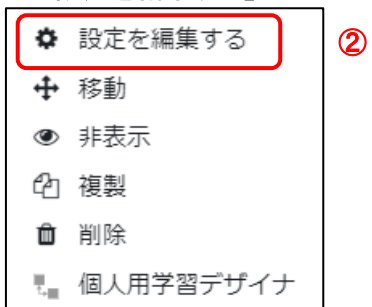 設定を編集する ②
移動
非表示
複製
削除
個人用学習デザイナ